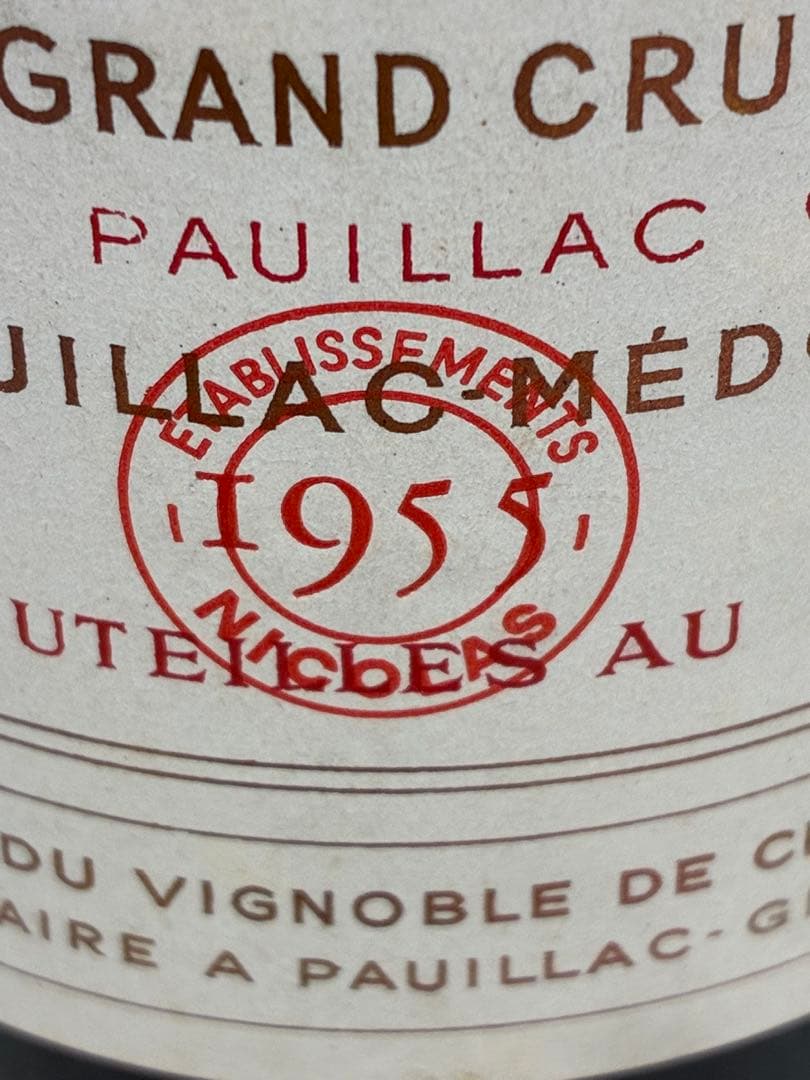 GRAND CRU
PAUILLAC
UILLAC-MÉDO
ÉTABLISSEMENTS
-1955-
NICOLAS
UTEILLES AU
DU VIGNOBLE DE C
AIRE A PAUILLAC-G